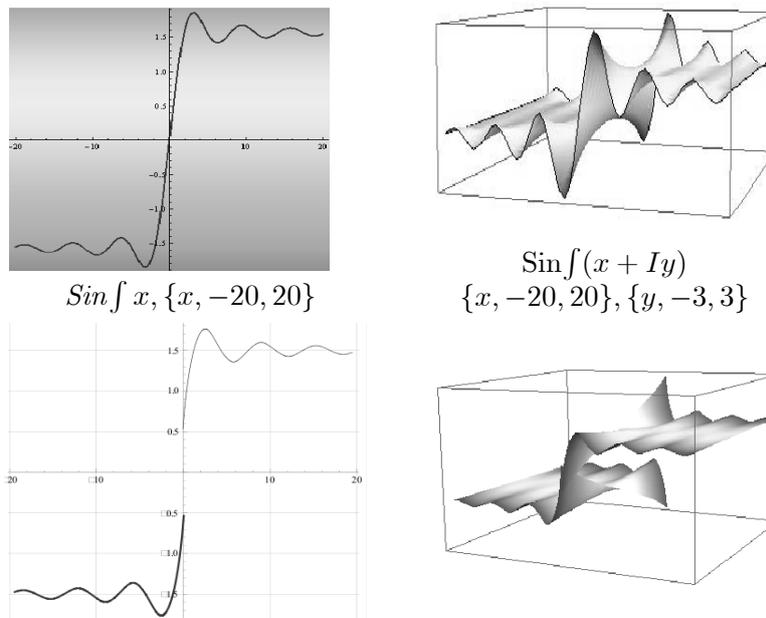 1.5
1.0
0.5
-20 -10 10 20
-0.5
-1.0
-1.5
Sin∫ x, {x, −20, 20}
Sin∫(x + Iy)
{x, −20, 20}, {y, −3, 3}
1.5
1.0
0.5
□20 □10 10 20
□0.5
□1.0
□1.5